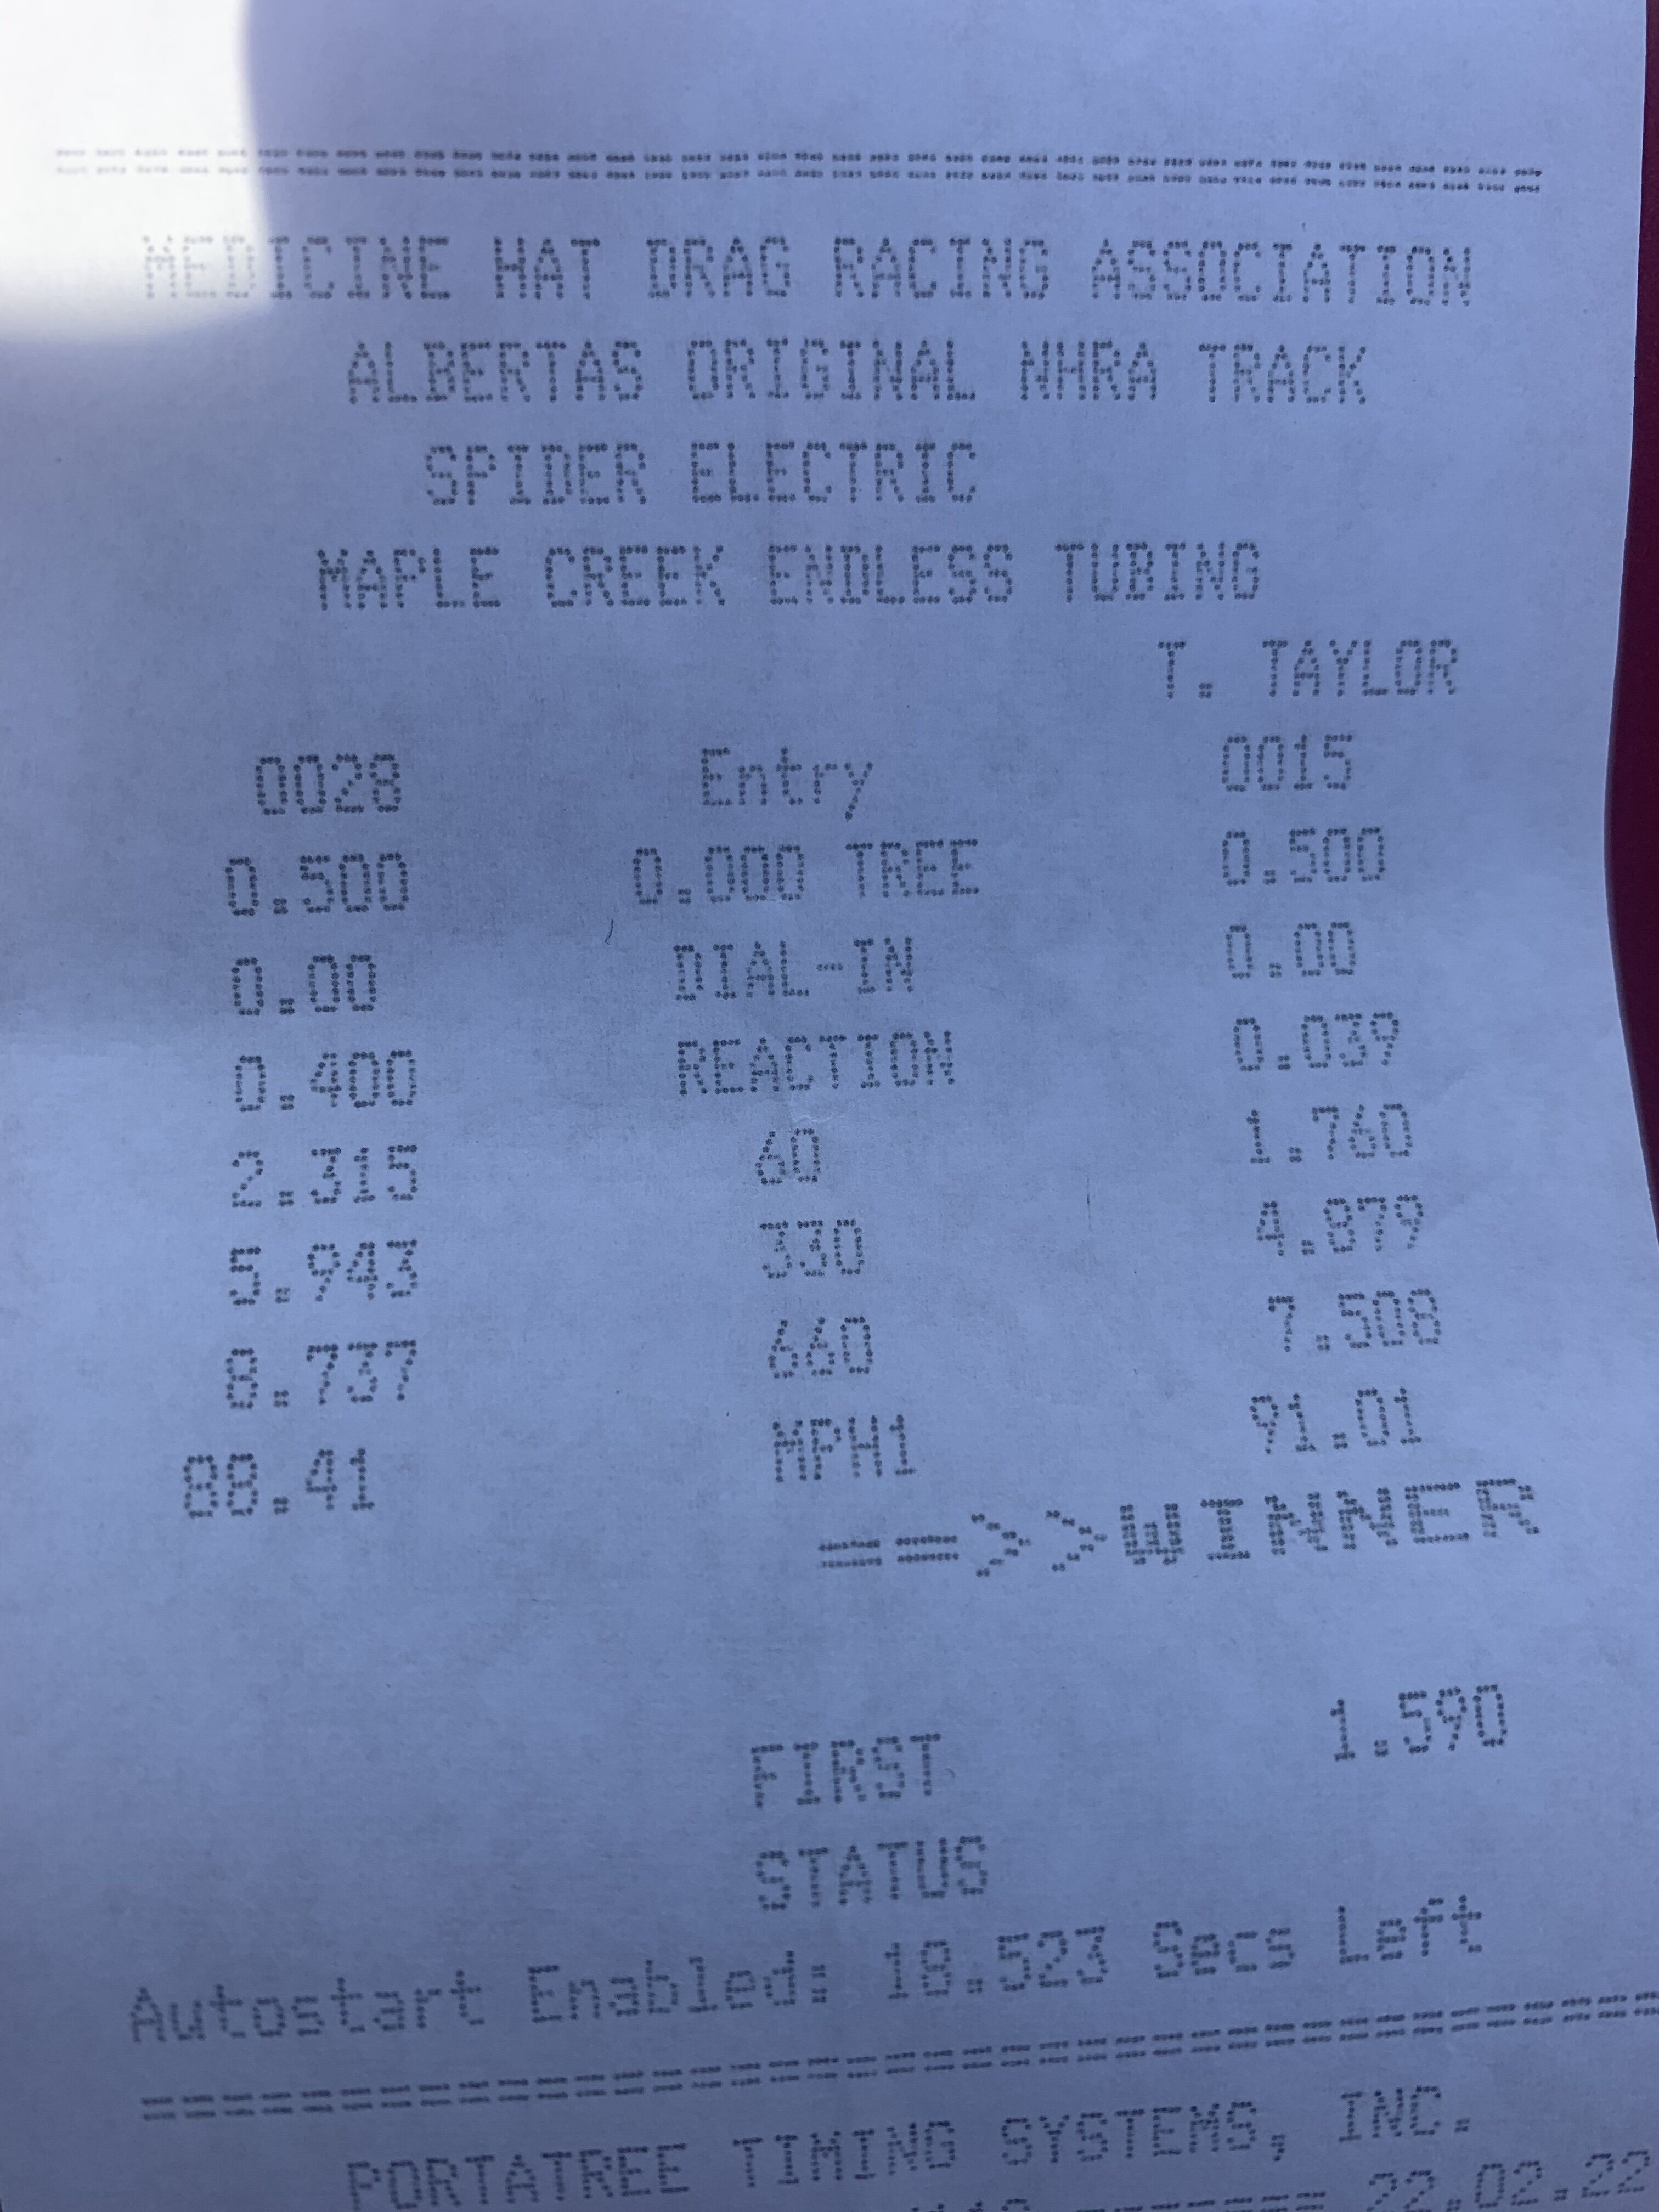 MEDICINE HAT DRAG RACING ASSOCIATION
ALBERTAS ORIGINAL NHRA TRACK
SPIDER ELECTRIC
MAPLE CREEK ENDLESS TUBING
T. TAYLOR
0028 Entry 0015
0.500 0.000 TREE 0.500
0.00 DIAL-IN 0.00
0.400 REACTION 0.039
2.315 60 1.760
5.943 330 4.879
8.737 660 7.508
88.41 MPH1 91.01
==>>WINNER
FIRST 1.590
STATUS
Autostart Enabled: 18.523 Secs Left
PORTATREE TIMING SYSTEMS, INC.
22.02.22